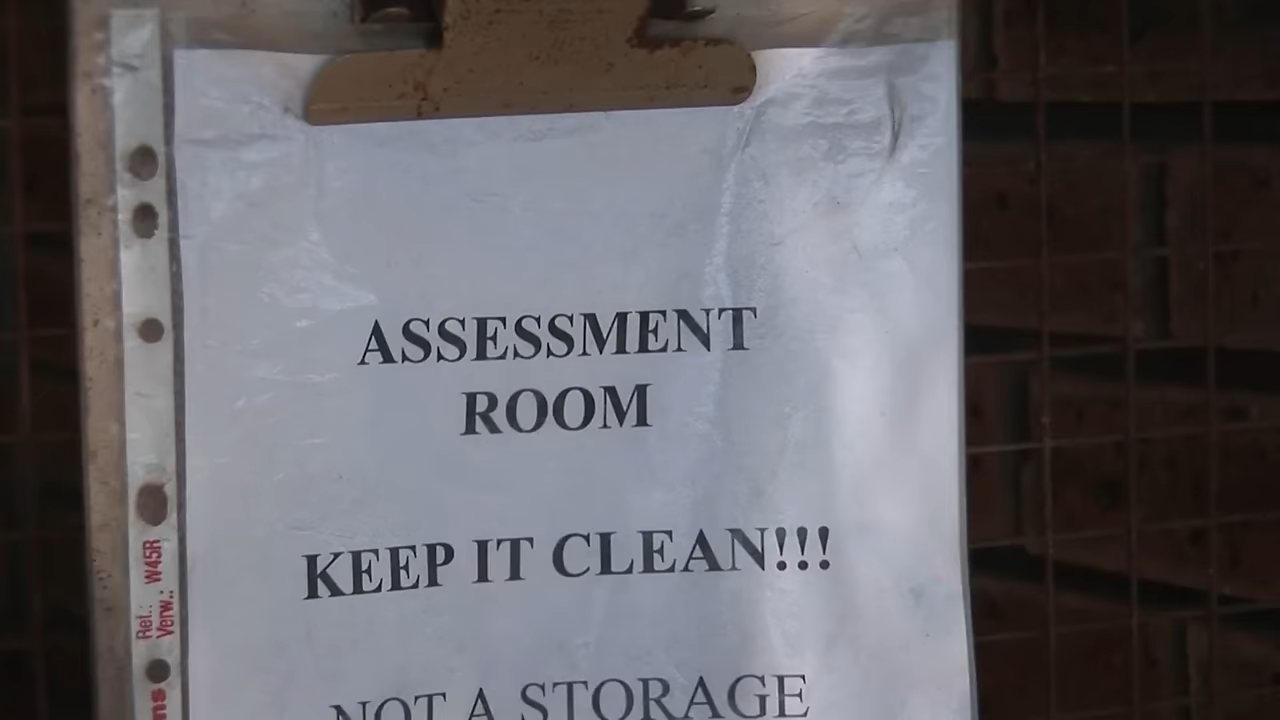 ASSESSMENT
ROOM
KEEP IT CLEAN!!!
NOT A STORAGE
Ref.: W45R
Verw.: